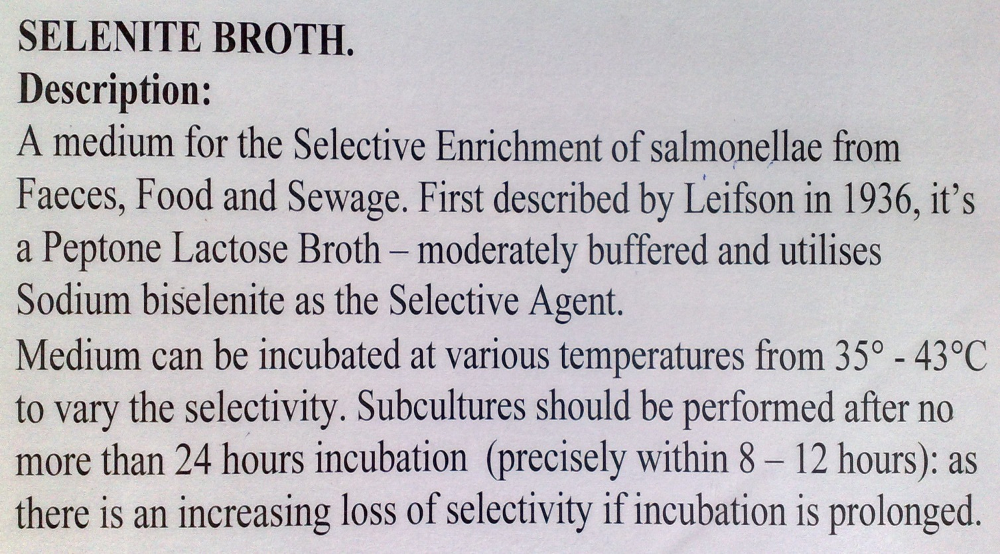 SELENITE BROTH.
Description:
A medium for the Selective Enrichment of salmonellae from
Faeces, Food and Sewage. First described by Leifson in 1936, it’s
a Peptone Lactose Broth – moderately buffered and utilises
Sodium biselenite as the Selective Agent.
Medium can be incubated at various temperatures from 35° - 43°C
to vary the selectivity. Subcultures should be performed after no
more than 24 hours incubation (precisely within 8 – 12 hours): as
there is an increasing loss of selectivity if incubation is prolonged.